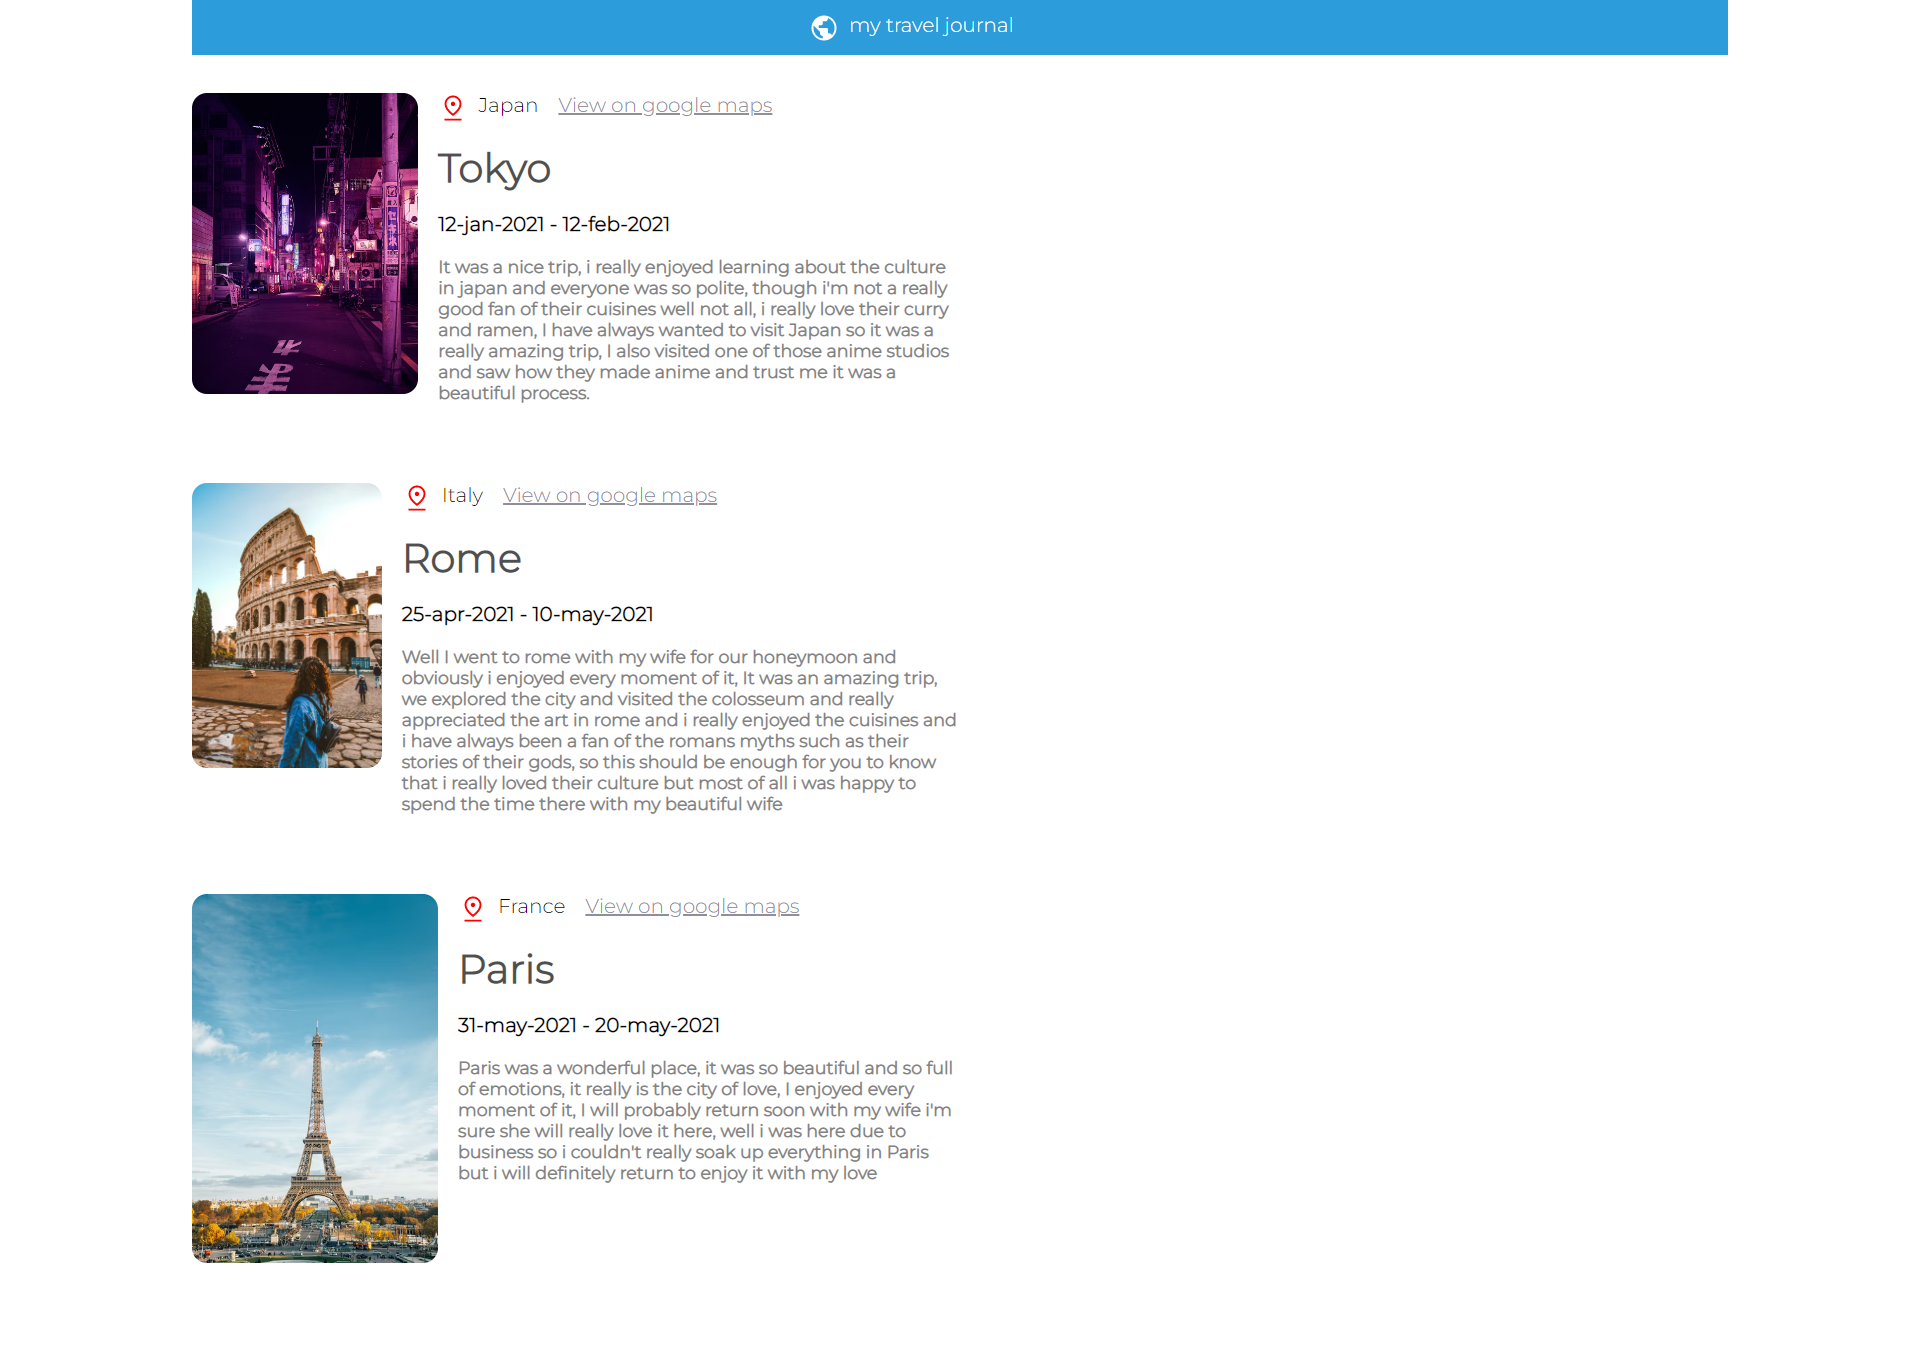 my travel journal
Japan View on google maps
Tokyo
12-jan-2021 - 12-feb-2021
It was a nice trip, i really enjoyed learning about the culture
in japan and everyone was so polite, though i'm not a really
good fan of their cuisines well not all, i really love their curry
and ramen, I have always wanted to visit Japan so it was a
really amazing trip, I also visited one of those anime studios
and saw how they made anime and trust me it was a
beautiful process.
Italy View on google maps
Rome
25-apr-2021 - 10-may-2021
Well I went to rome with my wife for our honeymoon and
obviously i enjoyed every moment of it, It was an amazing trip,
we explored the city and visited the colosseum and really
appreciated the art in rome and i really enjoyed the cuisines and
i have always been a fan of the romans myths such as their
stories of their gods, so this should be enough for you to know
that i really loved their culture but most of all i was happy to
spend the time there with my beautiful wife
France View on google maps
Paris
31-may-2021 - 20-may-2021
Paris was a wonderful place, it was so beautiful and so full
of emotions, it really is the city of love, I enjoyed every
moment of it, I will probably return soon with my wife i'm
sure she will really love it here, well i was here due to
business so i couldn't really soak up everything in Paris
but i will definitely return to enjoy it with my love